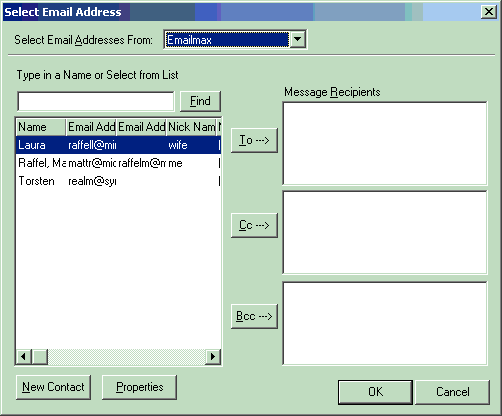 Select Email Address
Select Email Addresses From: Emailmax
Type in a Name or Select from List
Find
Message Recipients
Name Email Add Email Add Nick Nam
Laura raffell@mi wife
Raffel, Ma mattr@mic raffelm@m me
Torsten realm@sy
To --->
Cc --->
Bcc --->
New Contact Properties OK Cancel